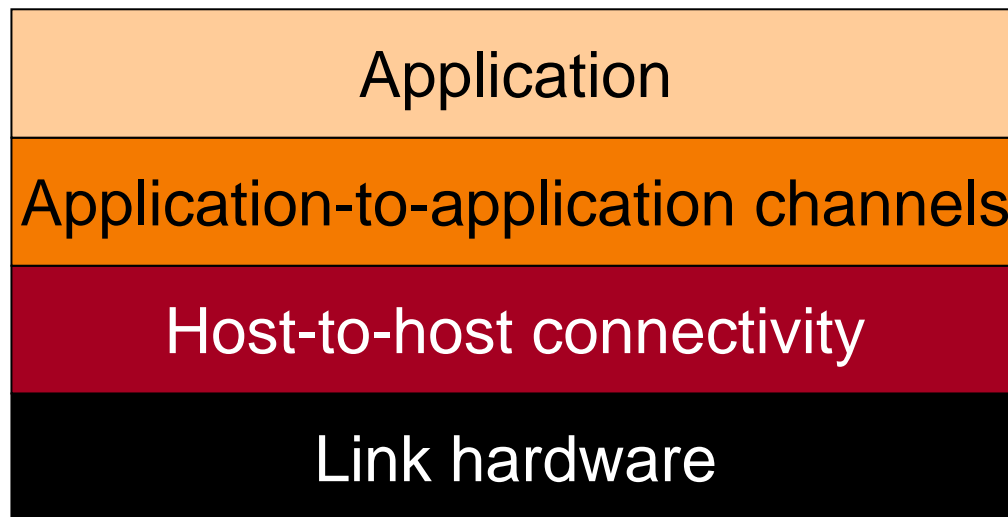 Application
Application-to-application channels
Host-to-host connectivity
Link hardware